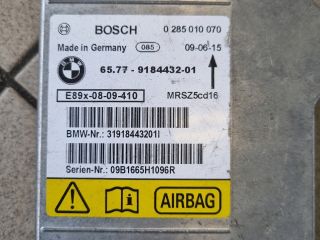 BOSCH 0 285 010 070
Made in Germany 085 09-06-15
65.77 - 9184432-01
E89x-08-09-410 MRSZ5cd16
BMW-Nr.: 31918443201I
Serien-Nr.: 09B1665H1096R
AIRBAG